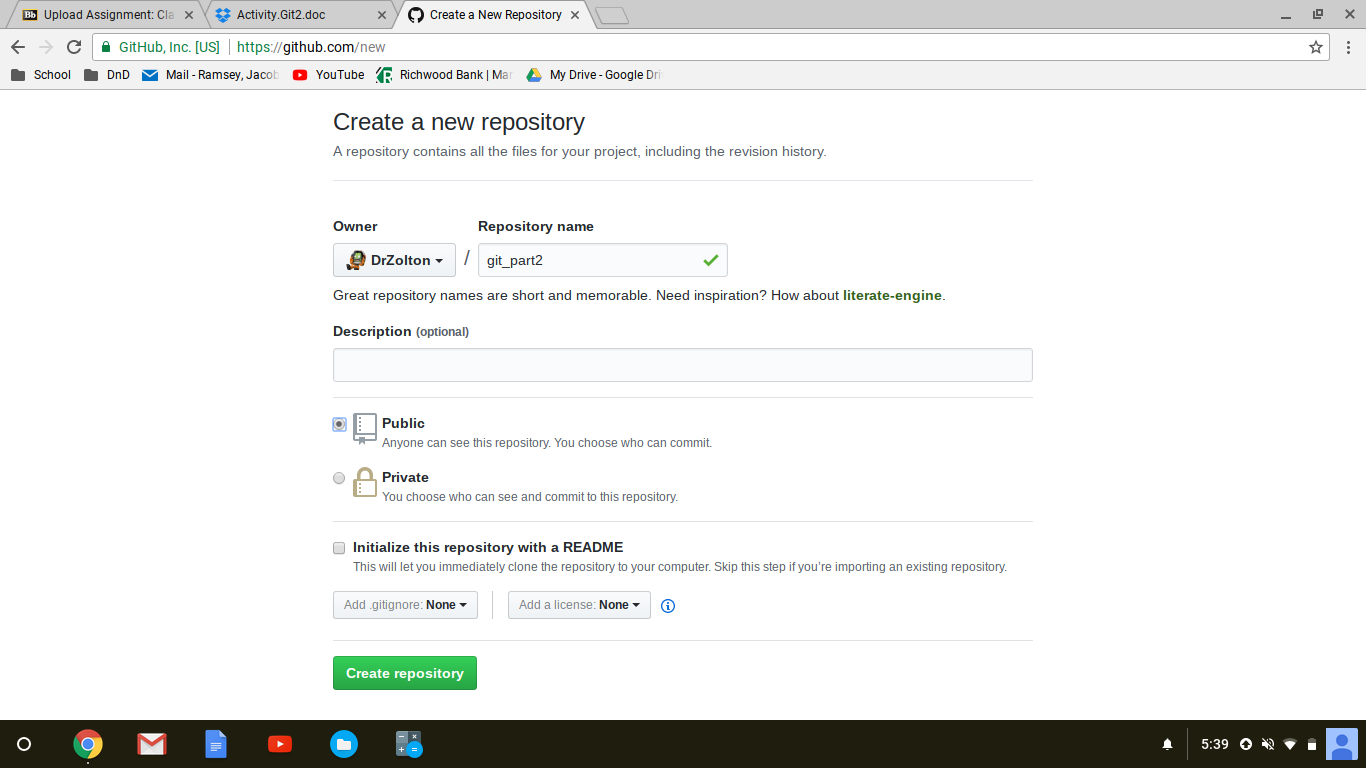 Bb Upload Assignment: Cla
Activity.Git2.doc
Create a New Repository
GitHub, Inc. [US] https://github.com/new
School DnD Mail - Ramsey, Jacob YouTube Richwood Bank | Mar My Drive - Google Driv
Create a new repository
A repository contains all the files for your project, including the revision history.
Owner Repository name
DrZolton / git_part2
Great repository names are short and memorable. Need inspiration? How about literate-engine.
Description (optional)
Public
Anyone can see this repository. You choose who can commit.
Private
You choose who can see and commit to this repository.
Initialize this repository with a README
This will let you immediately clone the repository to your computer. Skip this step if you're importing an existing repository.
Add .gitignore: None Add a license: None
Create repository
5:39